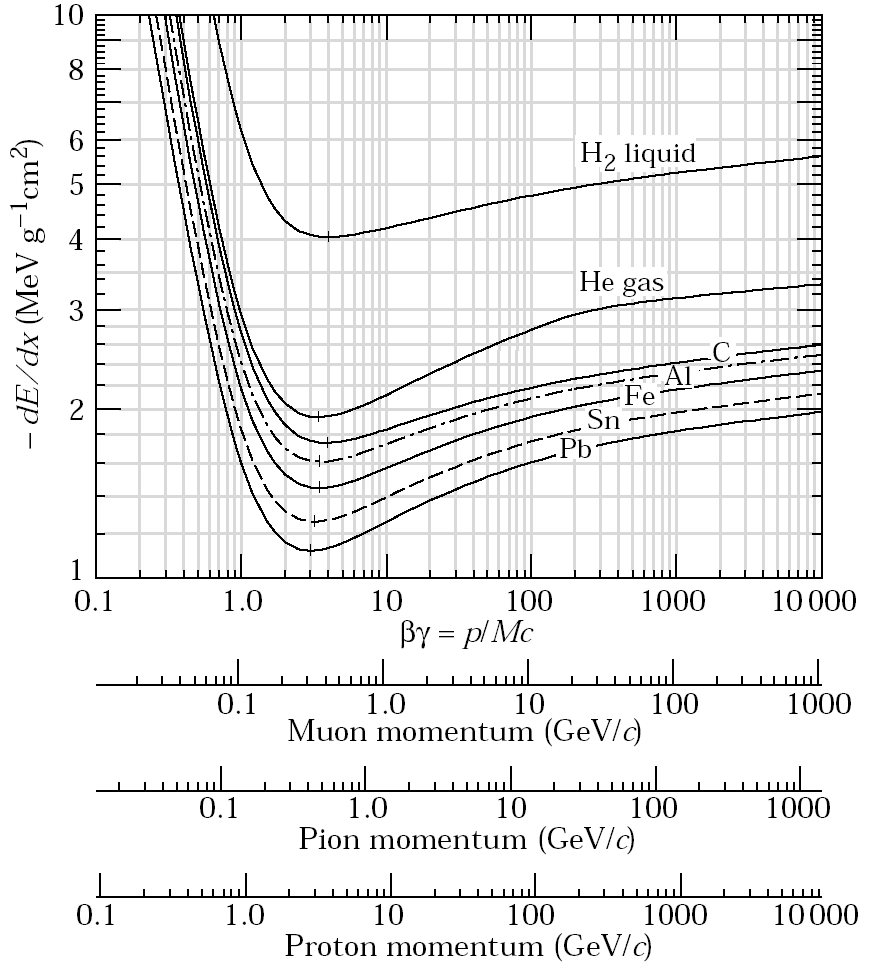 10
8
6
5
4
3
2
1
− dE/dx (MeV g⁻¹cm²)
H₂ liquid
He gas
C
Al
Fe
Sn
Pb
0.1 1.0 10 100 1000 10 000
βγ = p/Mc
0.1 1.0 10 100 1000
Muon momentum (GeV/c)
0.1 1.0 10 100 1000
Pion momentum (GeV/c)
0.1 1.0 10 100 1000 10 000
Proton momentum (GeV/c)